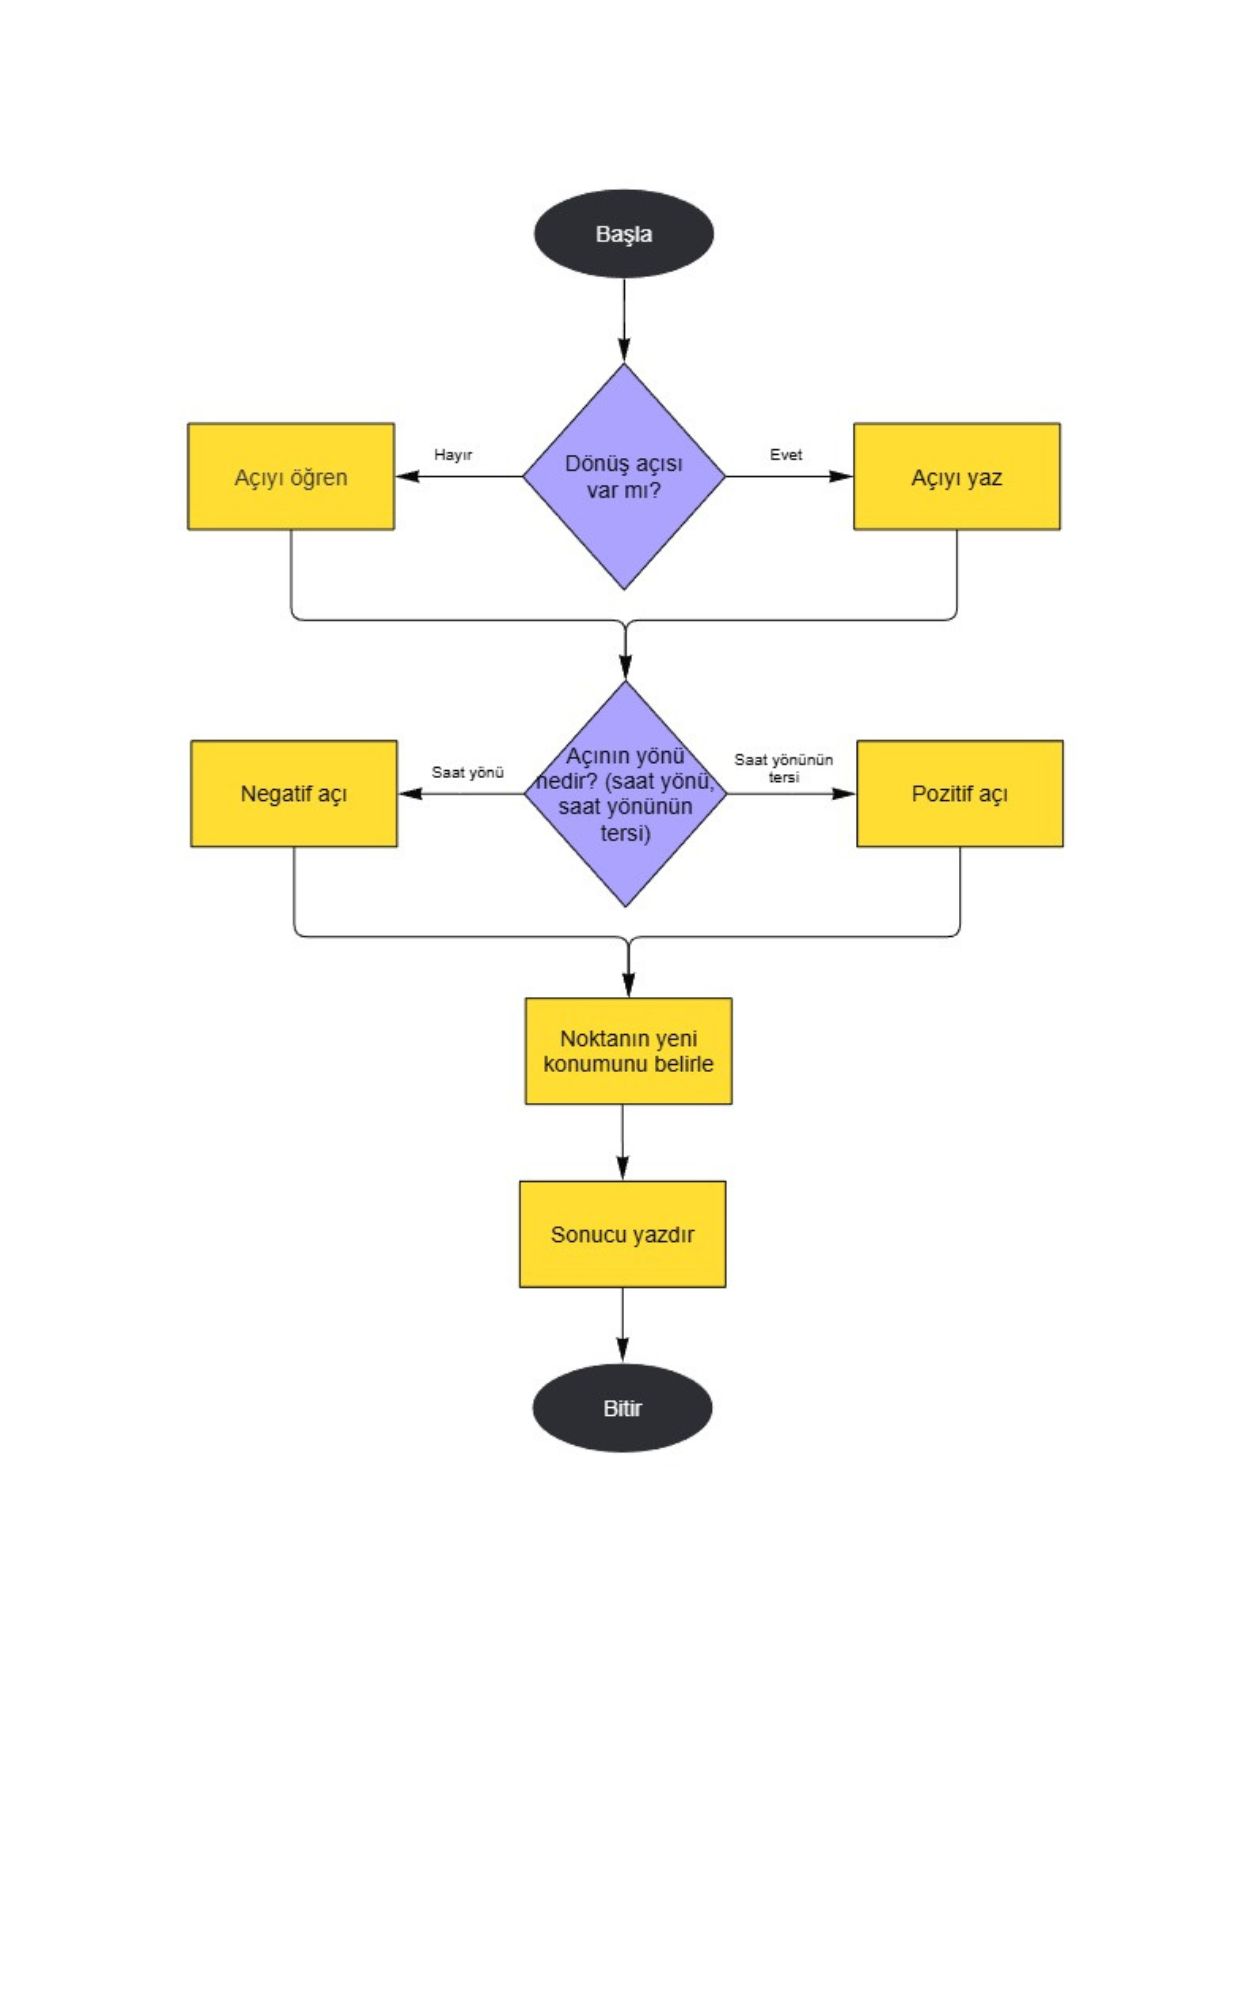 Başla
Dönüş açısı
var mı?
Hayır
Evet
Açıyı öğren
Açıyı yaz
Açının yönü
nedir? (saat yönü,
saat yönünün
tersi)
Saat yönü
Saat yönünün
tersi
Negatif açı
Pozitif açı
Noktanın yeni
konumunu belirle
Sonucu yazdır
Bitir